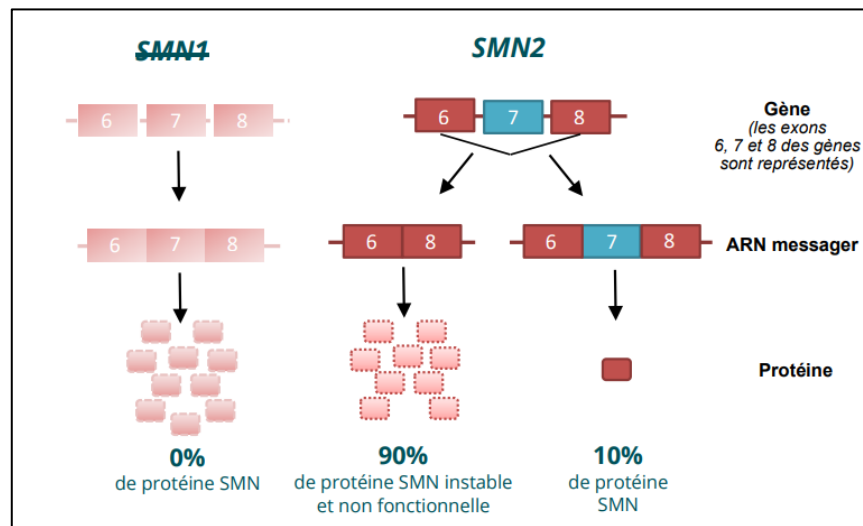 SMN1
SMN2
6 7 8
6 7 8
Gène
(les exons
6, 7 et 8 des gènes
sont représentés)
6 7 8
6 8
6 7 8
ARN messager
Protéine
0%
de protéine SMN
90%
de protéine SMN instable
et non fonctionnelle
10%
de protéine
SMN